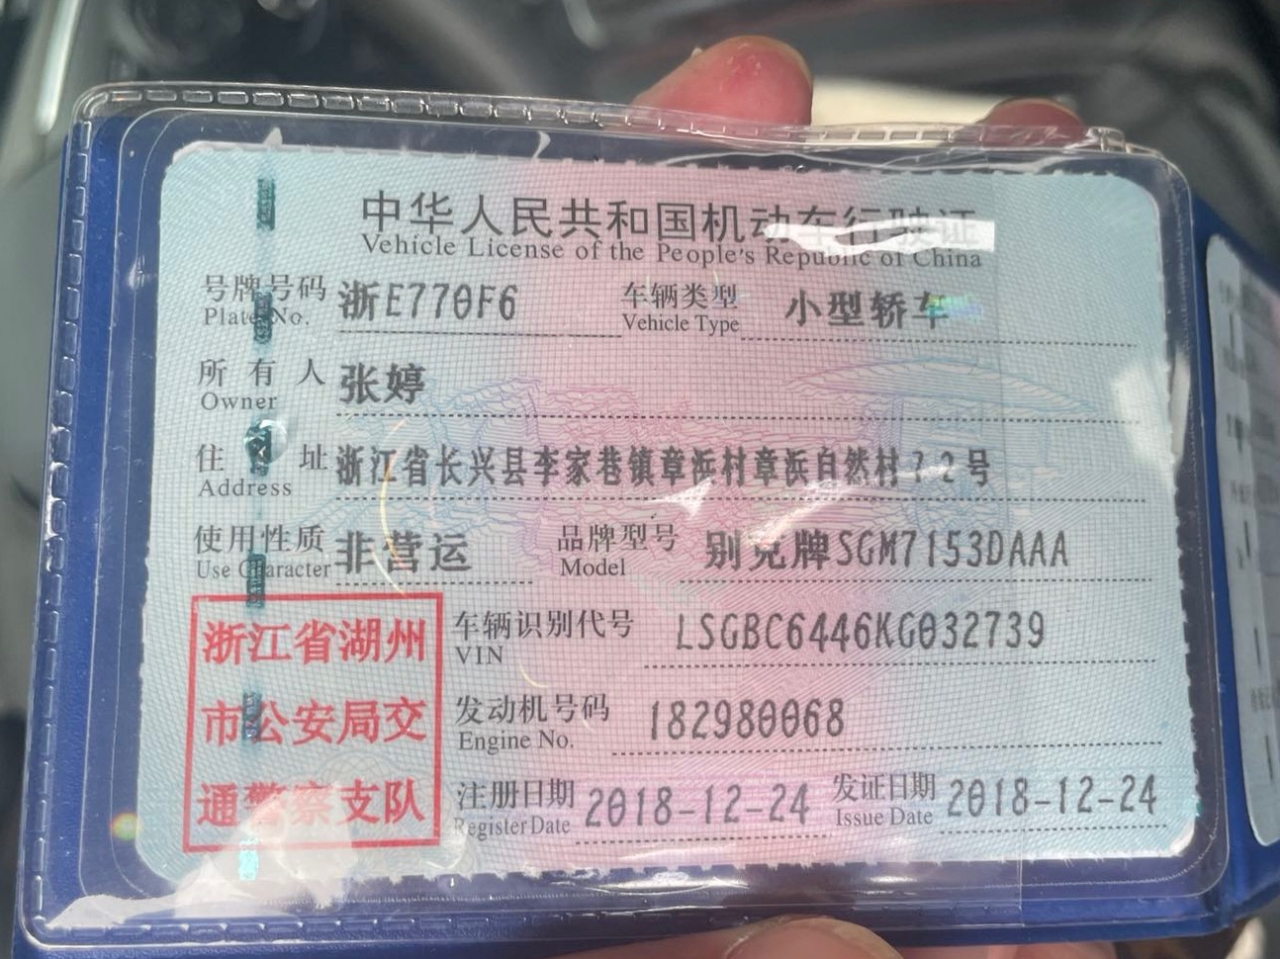 中华人民共和国机动车行驶证
Vehicle License of the People's Republic of China
号牌号码 浙E770F6 车辆类型 小型轿车
Plate No. Vehicle Type
所有人 张婷
Owner
住址 浙江省长兴县李家巷镇章浜村章浜自然村72号
Address
使用性质 非营运 品牌型号 别克牌SGM7153DAAA
Use Character Model
浙江省湖州
市公安局交
通警察支队
车辆识别代号 LSGBC6446KG032739
VIN
发动机号码 182980068
Engine No.
注册日期 2018-12-24 发证日期 2018-12-24
Register Date Issue Date